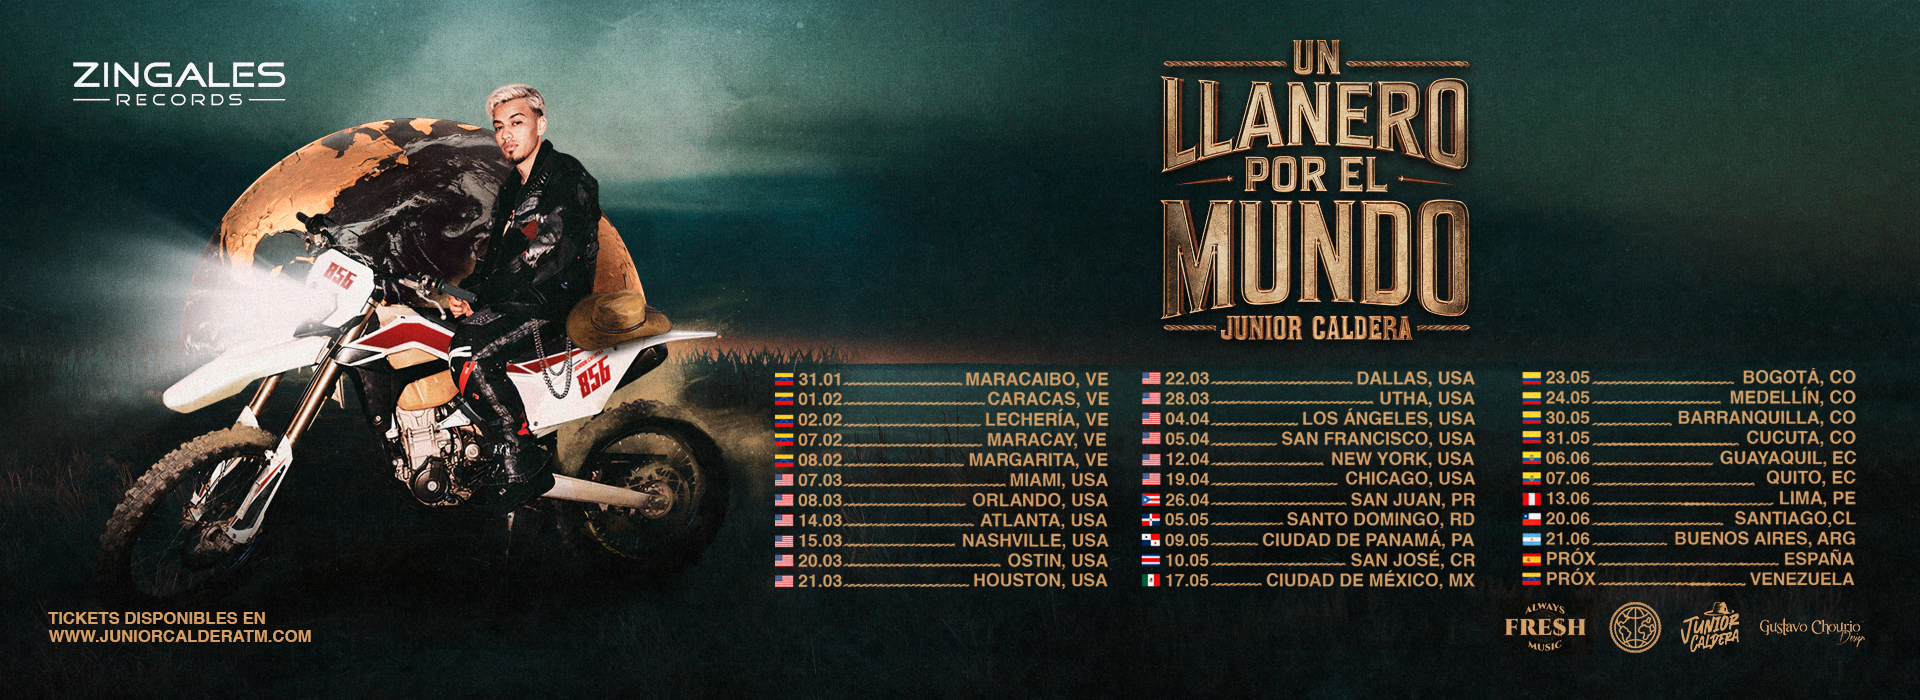 ZINGALES
RECORDS
UN
LLANERO
POR EL
MUNDO
JUNIOR CALDERA
856
JUNIOR CALDERA
856
31.01 MARACAIBO, VE
01.02 CARACAS, VE
02.02 LECHERÍA, VE
07.02 MARACAY, VE
08.02 MARGARITA, VE
07.03 MIAMI, USA
08.03 ORLANDO, USA
14.03 ATLANTA, USA
15.03 NASHVILLE, USA
20.03 OSTIN, USA
21.03 HOUSTON, USA
22.03 DALLAS, USA
28.03 UTHA, USA
04.04 LOS ÁNGELES, USA
05.04 SAN FRANCISCO, USA
12.04 NEW YORK, USA
19.04 CHICAGO, USA
26.04 SAN JUAN, PR
05.05 SANTO DOMINGO, RD
09.05 CIUDAD DE PANAMÁ, PA
10.05 SAN JOSÉ, CR
17.05 CIUDAD DE MÉXICO, MX
23.05 BOGOTÁ, CO
24.05 MEDELLÍN, CO
30.05 BARRANQUILLA, CO
31.05 CUCUTA, CO
06.06 GUAYAQUIL, EC
07.06 QUITO, EC
13.06 LIMA, PE
20.06 SANTIAGO,CL
21.06 BUENOS AIRES, ARG
PRÓX ESPAÑA
PRÓX VENEZUELA
TICKETS DISPONIBLES EN
WWW.JUNIORCALDERATM.COM
ALWAYS
FRESH
MUSIC
JUNIOR
CALDERA
Gustavo Chourio
Design